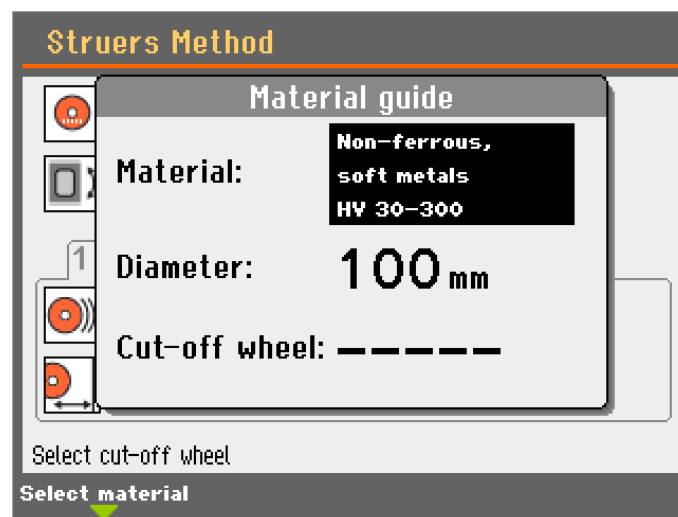 Struers Method
Material guide
Material:
Non-ferrous,
soft metals
HV 30-300
1
Diameter:
100 mm
Cut-off wheel: -----
Select cut-off wheel
Select material